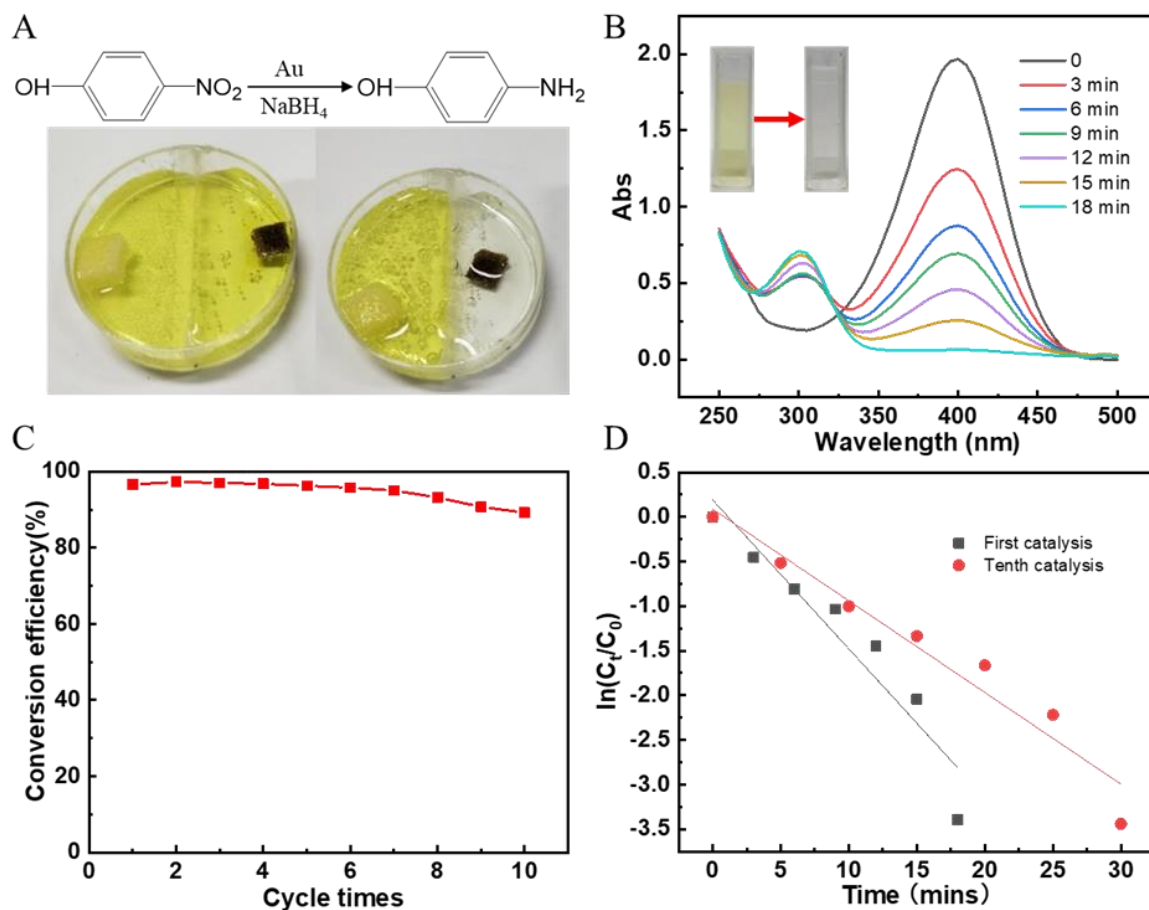 A
OH
NO2
Au
NaBH4
OH
NH2
B
Abs
2.0
1.5
1.0
0.5
0.0
0
3 min
6 min
9 min
12 min
15 min
18 min
250 300 350 400 450 500
Wavelength (nm)
C
Conversion efficiency(%)
100
80
60
40
20
0
0 2 4 6 8 10
Cycle times
D
ln(Ct/C0)
0.5
0.0
-0.5
-1.0
-1.5
-2.0
-2.5
-3.0
-3.5
First catalysis
Tenth catalysis
0 5 10 15 20 25 30
Time (mins)